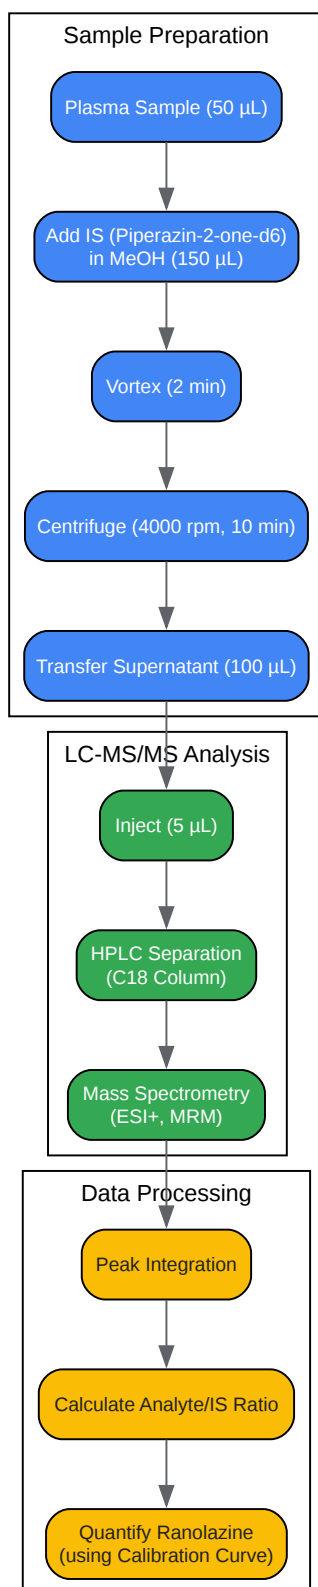 Sample Preparation
Plasma Sample (50 µL)
Add IS (Piperazin-2-one-d6)
in MeOH (150 µL)
Vortex (2 min)
Centrifuge (4000 rpm, 10 min)
Transfer Supernatant (100 µL)
LC-MS/MS Analysis
Inject (5 µL)
HPLC Separation
(C18 Column)
Mass Spectrometry
(ESI+, MRM)
Data Processing
Peak Integration
Calculate Analyte/IS Ratio
Quantify Ranolazine
(using Calibration Curve)